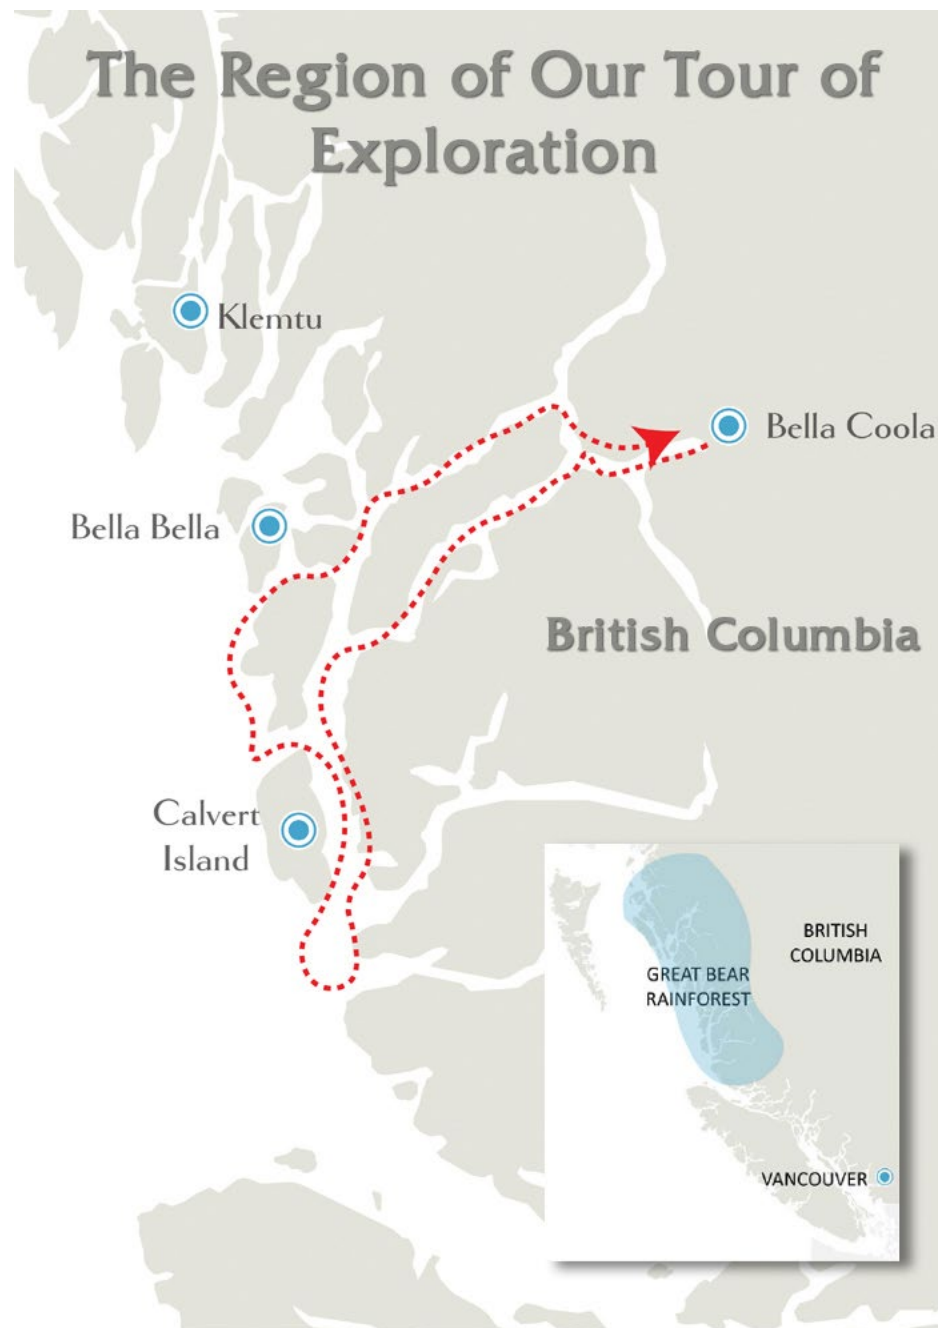 The Region of Our Tour of
Exploration
Klemtu
Bella Coola
Bella Bella
British Columbia
Calvert
Island
BRITISH
COLUMBIA
GREAT BEAR
RAINFOREST
VANCOUVER